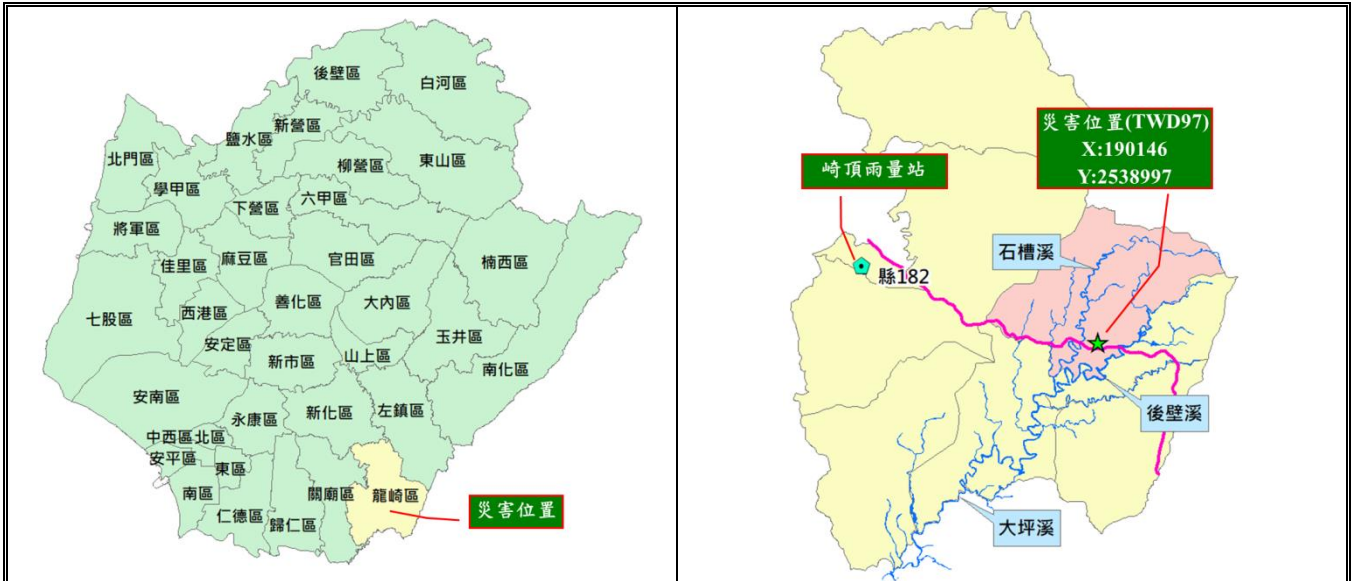 後壁區
白河區
新營區
鹽水區
北門區
柳營區
東山區
學甲區
六甲區
下營區
將軍區
麻豆區
官田區
楠西區
佳里區
善化區
大內區
七股區
西港區
玉井區
安定區
山上區
新市區
南化區
安南區
永康區
新化區
左鎮區
中西區
北區
安平區
東區
南區
關廟區
龍崎區
仁德區
歸仁區
災害位置
災害位置(TWD97)
X:190146
Y:2538997
崎頂雨量站
石槽溪
縣182
後壁溪
大坪溪